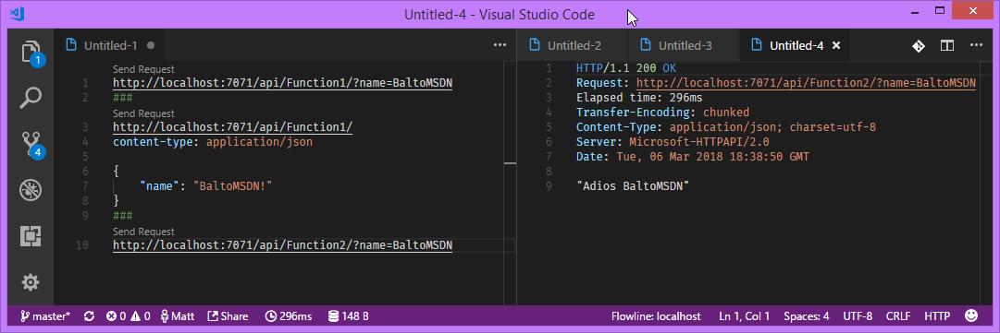 Untitled-4 - Visual Studio Code
Untitled-1
Untitled-2
Untitled-3
Untitled-4
1
4
Send Request
1 http://localhost:7071/api/Function1/?name=BaltoMSDN
2 ###
Send Request
3 http://localhost:7071/api/Function1/
4 content-type: application/json
5
6 {
7 "name": "BaltoMSDN!"
8 }
9 ###
Send Request
10 http://localhost:7071/api/Function2/?name=BaltoMSDN
1 HTTP/1.1 200 OK
2 Request: http://localhost:7071/api/Function2/?name=BaltoMSDN
3 Elapsed time: 296ms
4 Transfer-Encoding: chunked
5 Content-Type: application/json; charset=utf-8
6 Server: Microsoft-HTTPAPI/2.0
7 Date: Tue, 06 Mar 2018 18:38:50 GMT
8
9 "Adios BaltoMSDN"
master* 0 0 Matt Share 296ms 148 B Flowline: localhost Ln 1, Col 1 Spaces: 4 UTF-8 CRLF HTTP